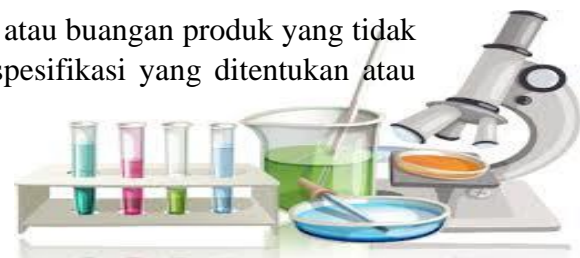 atau buangan produk yang tidak
spesifikasi yang ditentukan atau